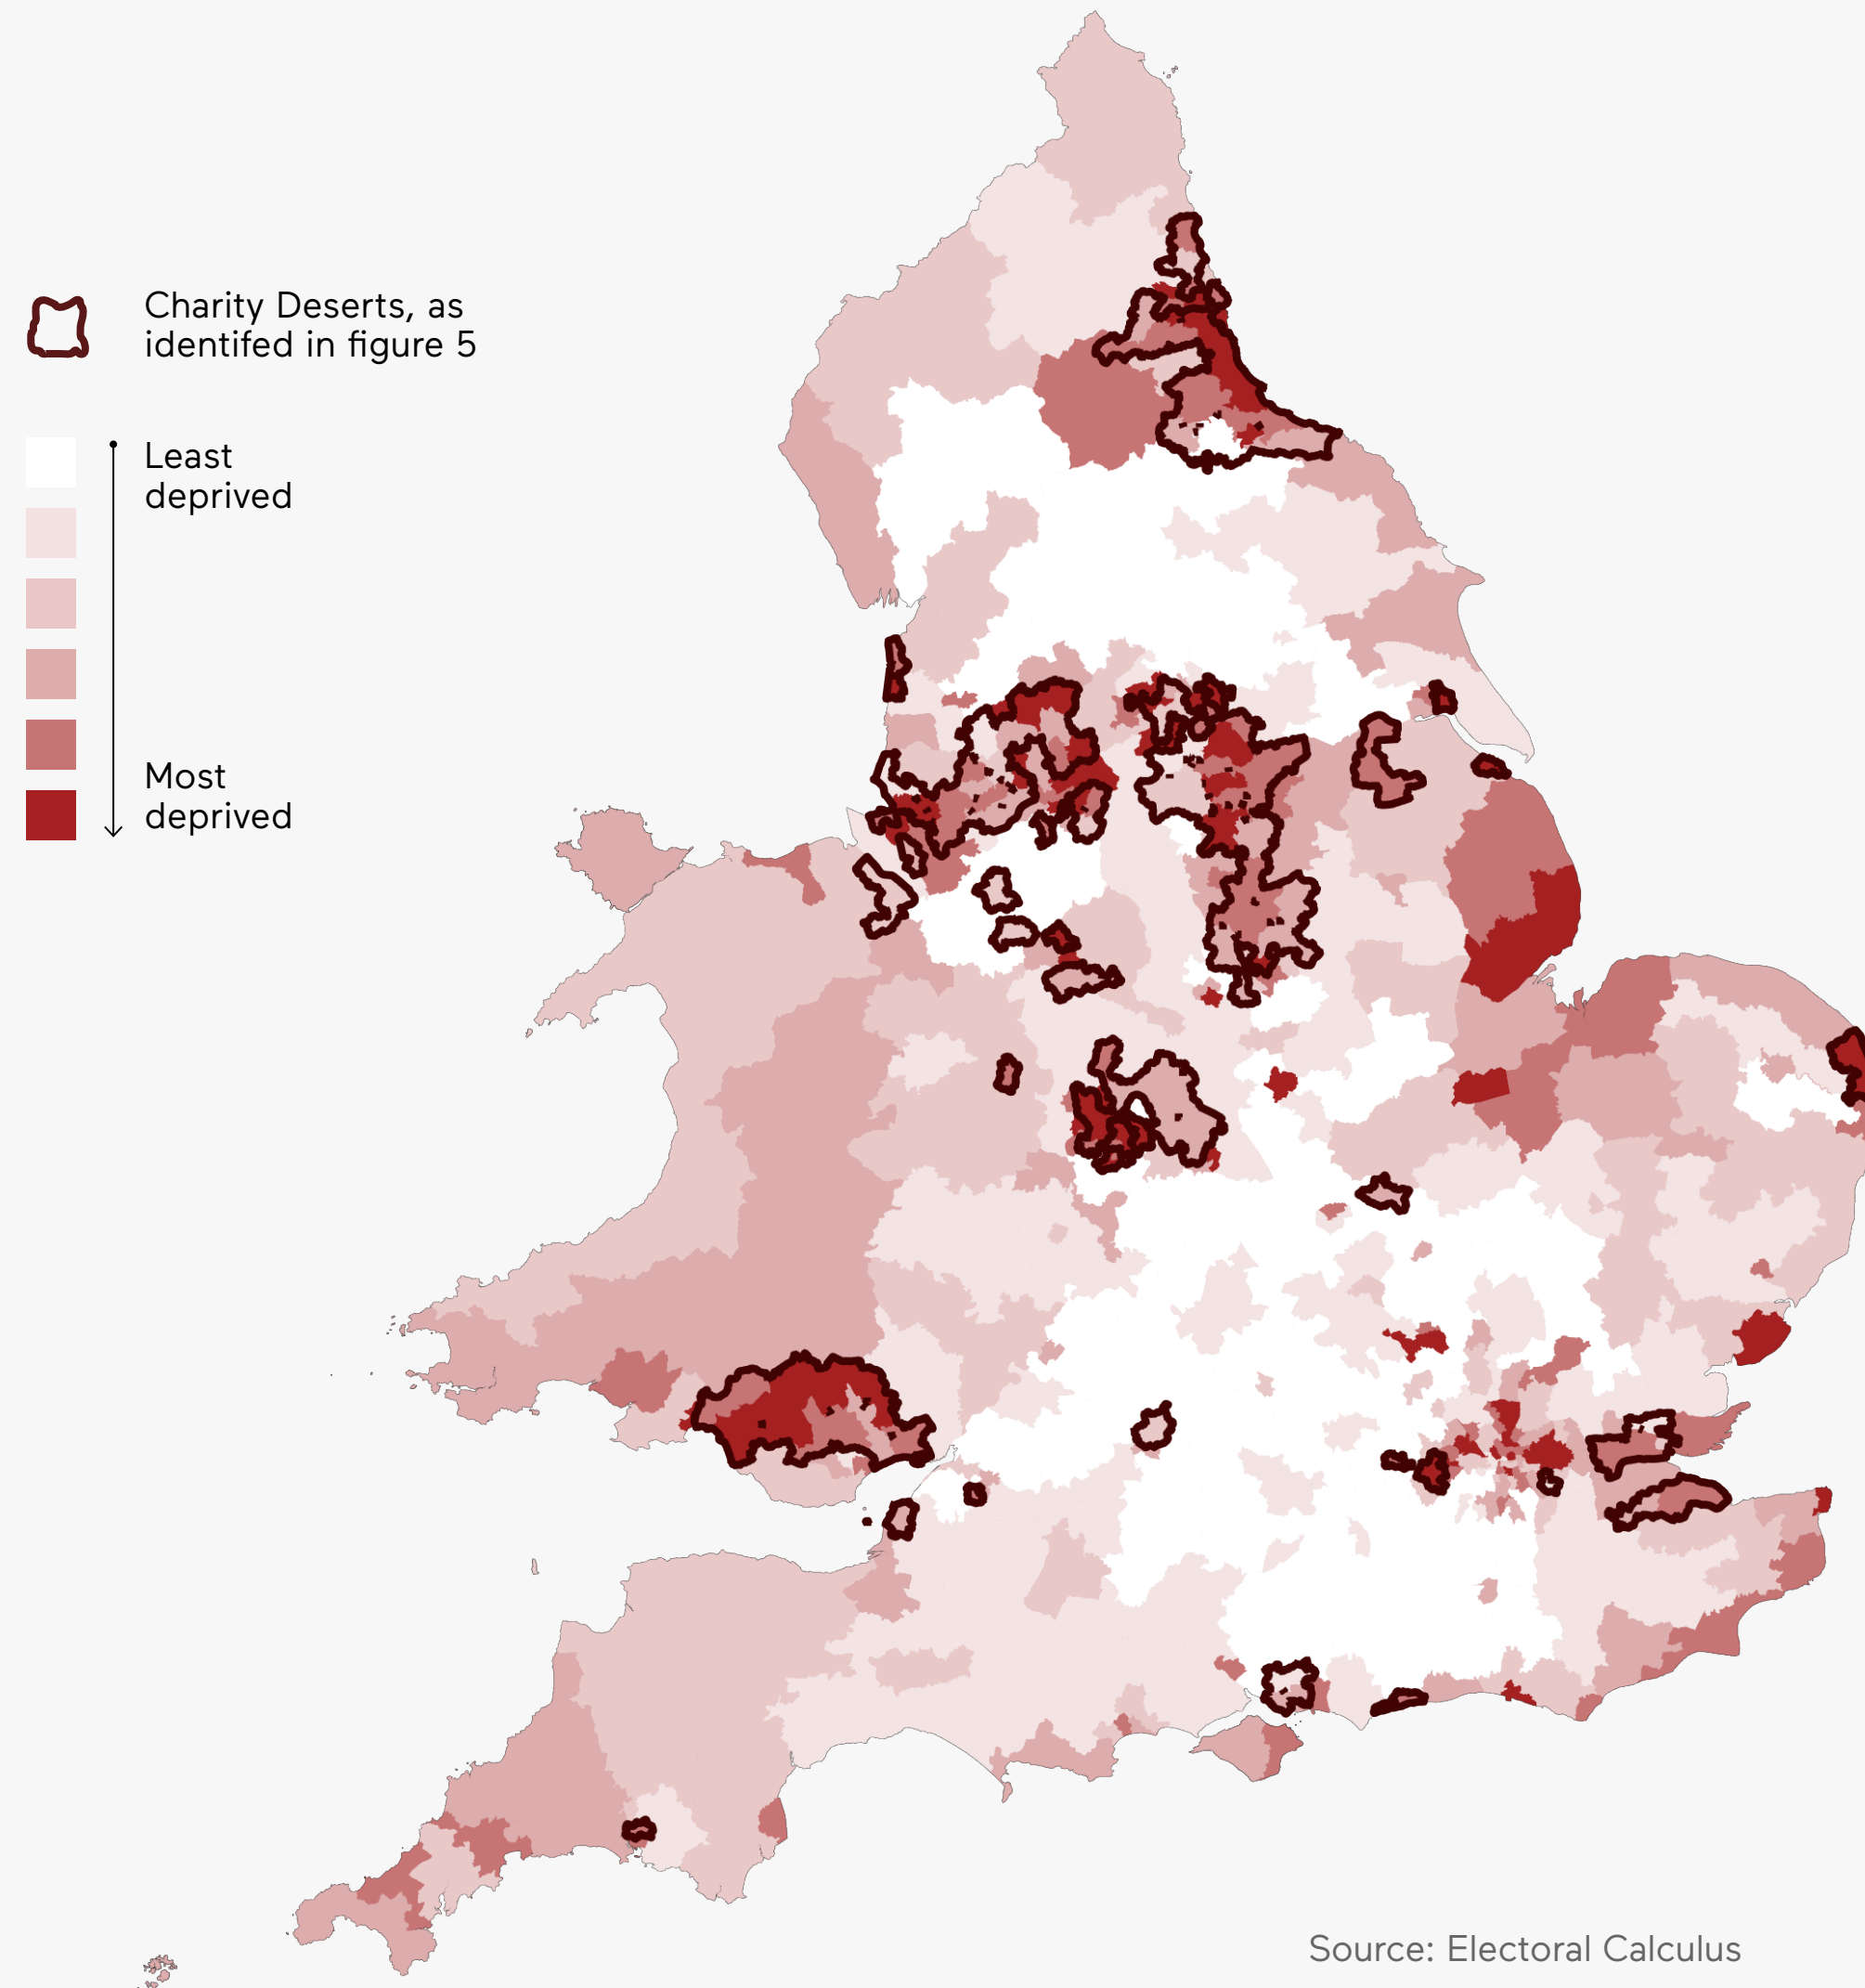 Charity Deserts, as
identifed in figure 5
Least
deprived
Most
deprived
Source: Electoral Calculus